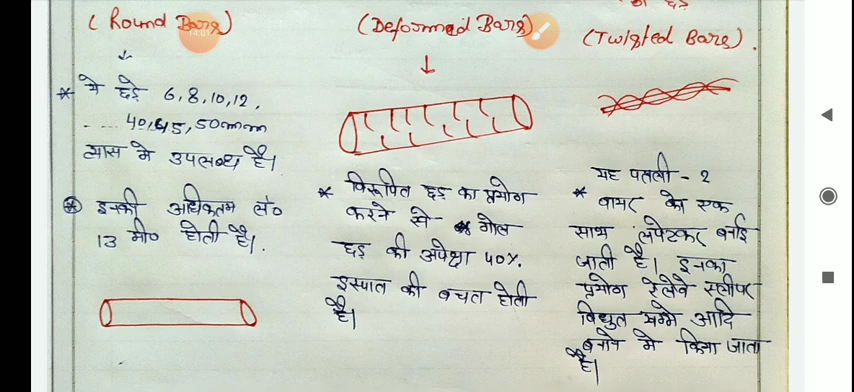 (Round Bars)
* ये छड़े 6, 8, 10, 12,
.... 40, 45, 50mm
व्यास मे उपलब्ध है।
* इनकी अधिकतम लं०
13 मी० होती है।
(Deformed Bars)
* विरूपित छड़ का प्रयोग
करने से गोल
छड़ की अपेक्षा 40%.
इस्पात की बचत होती
है।
(Twisted Bars).
यह पतली - 2
* वायर को एक
साथ लपेटकर बनाई
जाती है। इनका
प्रयोग रेलवे स्लीपर
विधुत खम्भे आदि
बनाने मे किया जाता
है।